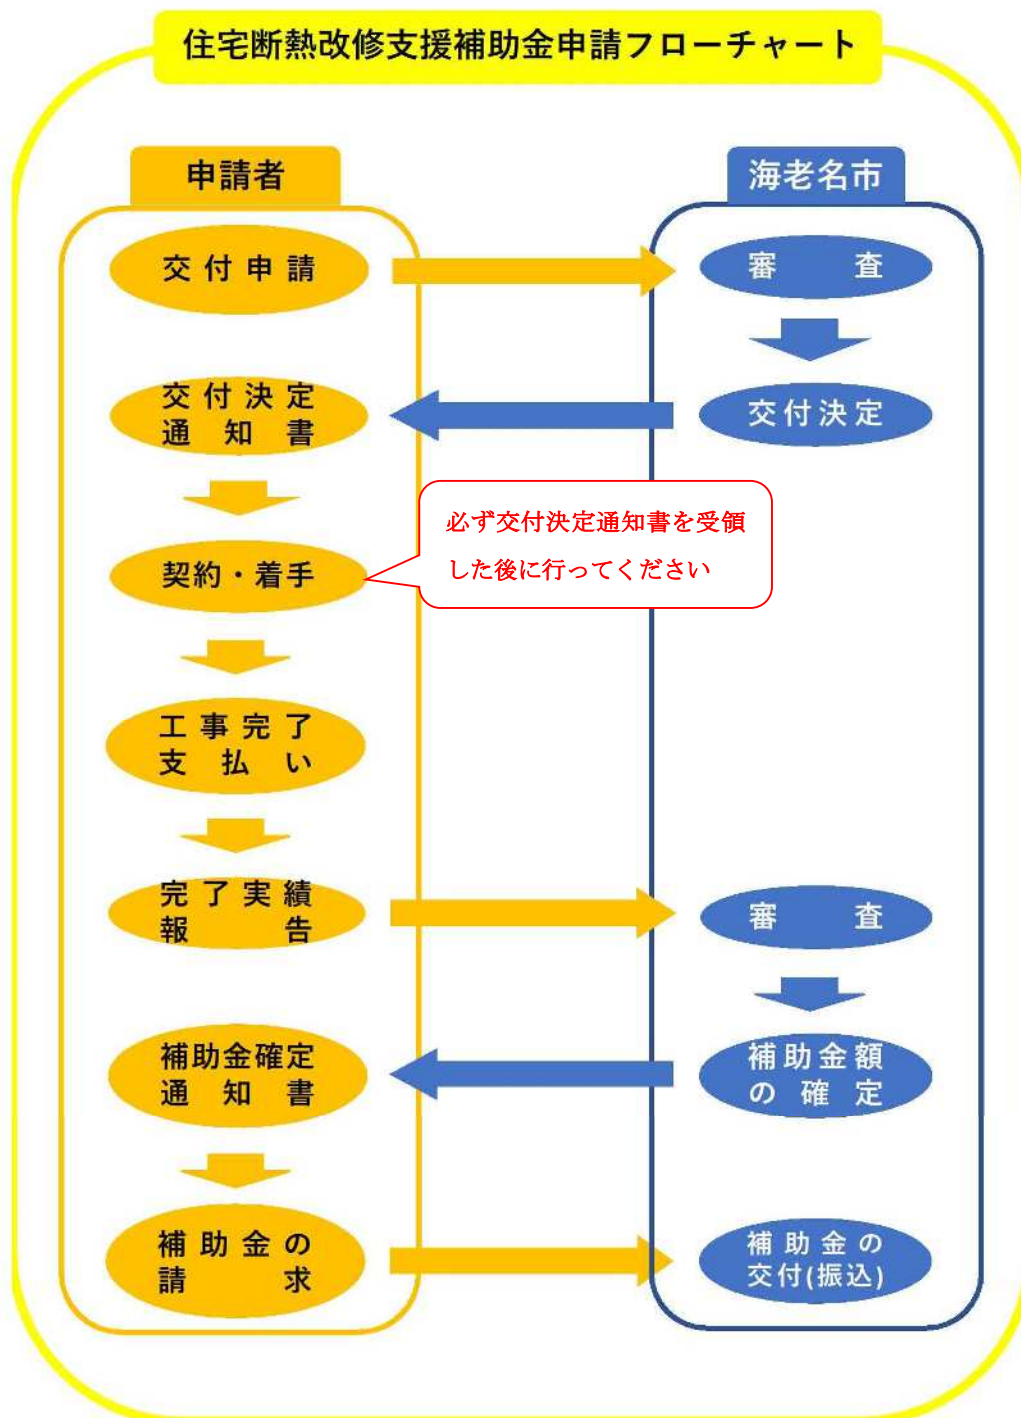 住宅断熱改修支援補助金申請フローチャート
申請者
海老名市
交付申請
審査
交付決定
通知書
交付決定
必ず交付決定通知書を受領
した後に行ってください
契約・着手
工事完了
支払い
完了実績
報告
審査
補助金確定
通知書
補助金額
の確定
補助金の
請求
補助金の
交付(振込)